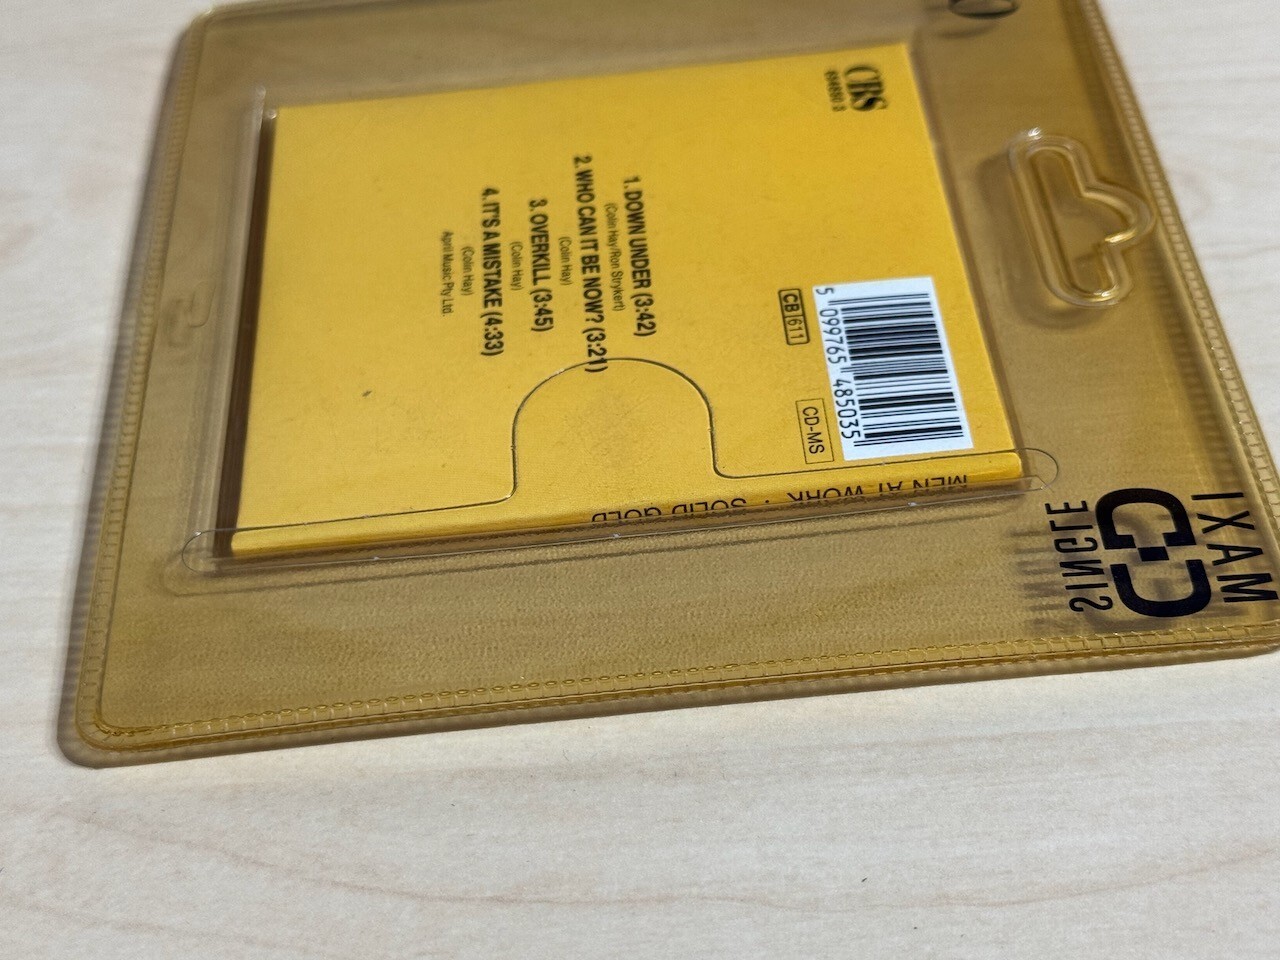 CBS
654850 3
1. DOWN UNDER (3:42)
(Colin Hay/Ron Strykert)
2. WHO CAN IT BE NOW? (3:21)
(Colin Hay)
3. OVERKILL (3:45)
(Colin Hay)
4. IT'S A MISTAKE (4:33)
(Colin Hay)
April Music Pty Ltd.
CB 611
5 099765 485035
CD-MS
MEN AT WORK · SOLID GOLD
MAXI
CD
SINGLE